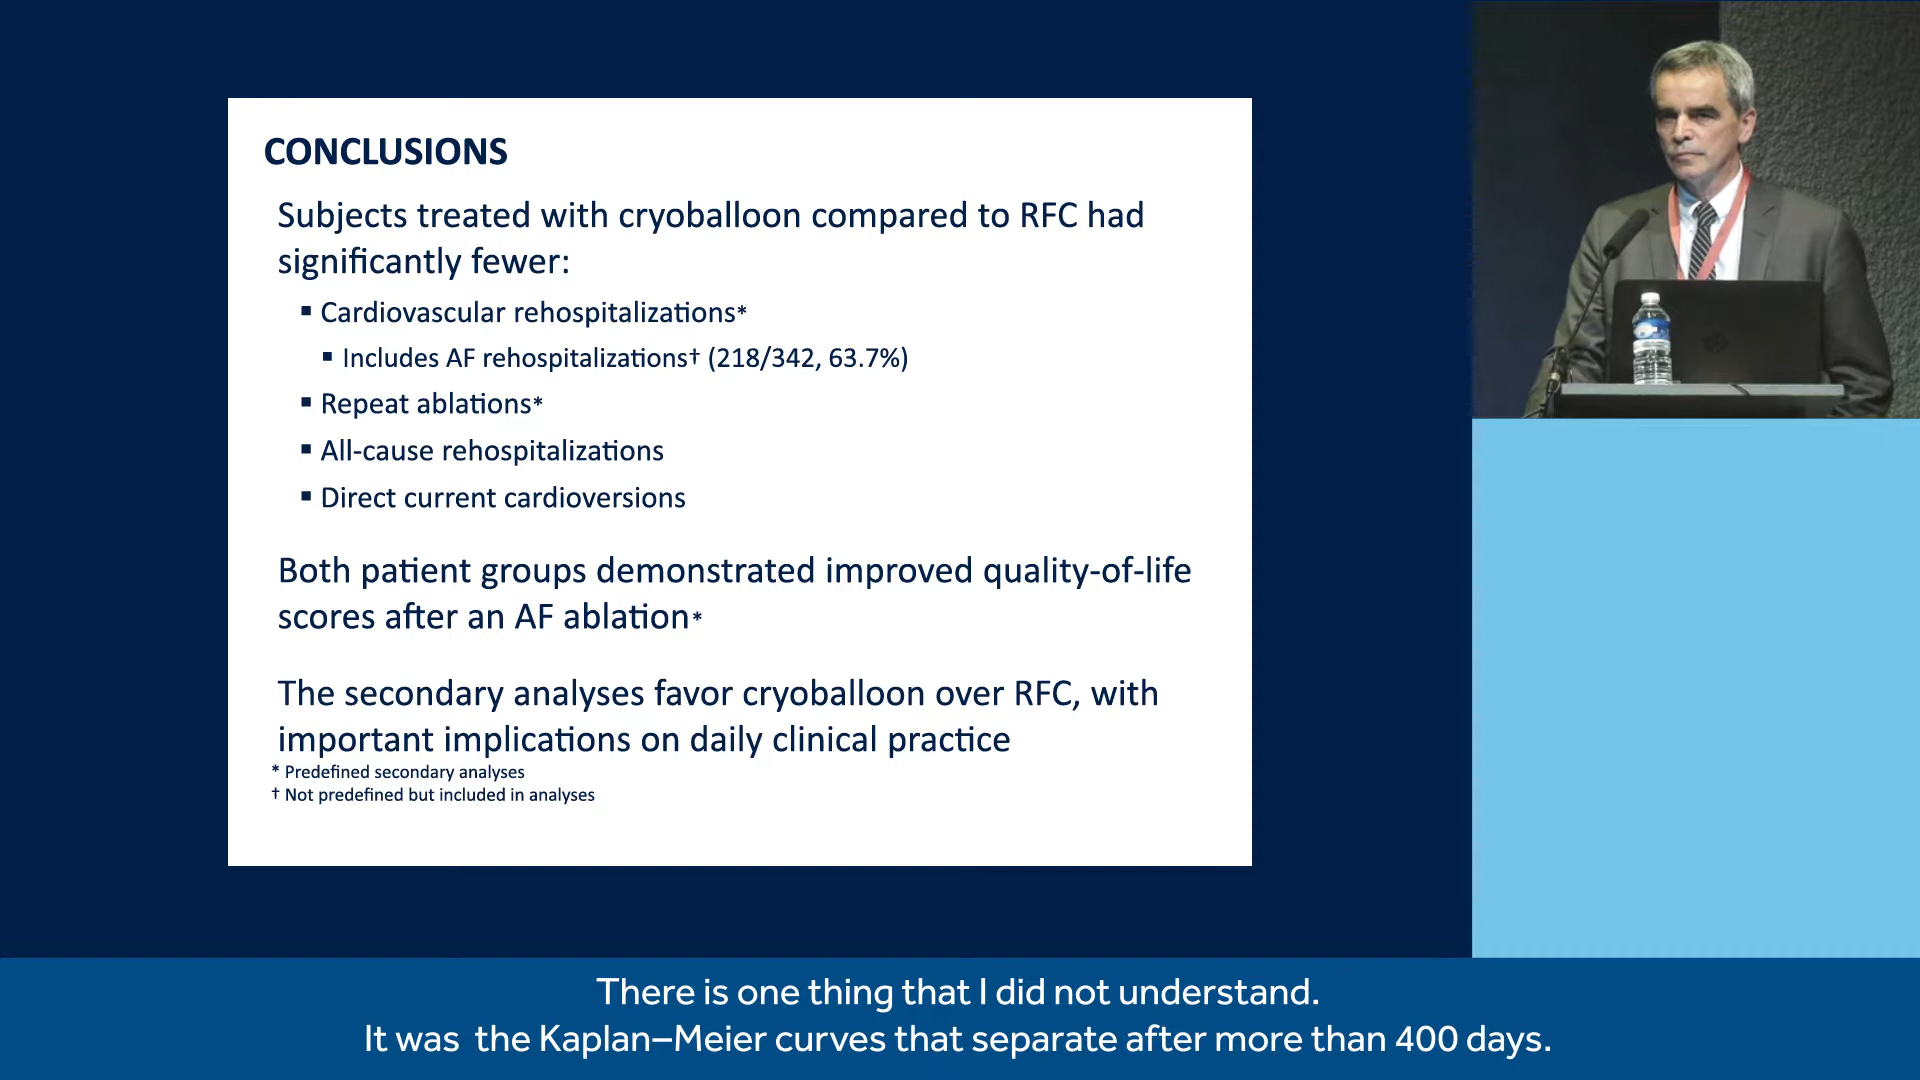 CONCLUSIONS
Subjects treated with cryoballoon compared to RFC had
significantly fewer:
▪ Cardiovascular rehospitalizations*
▪ Includes AF rehospitalizations† (218/342, 63.7%)
▪ Repeat ablations*
▪ All-cause rehospitalizations
▪ Direct current cardioversions
Both patient groups demonstrated improved quality-of-life
scores after an AF ablation*
The secondary analyses favor cryoballoon over RFC, with
important implications on daily clinical practice
* Predefined secondary analyses
† Not predefined but included in analyses
There is one thing that I did not understand.
It was the Kaplan–Meier curves that separate after more than 400 days.